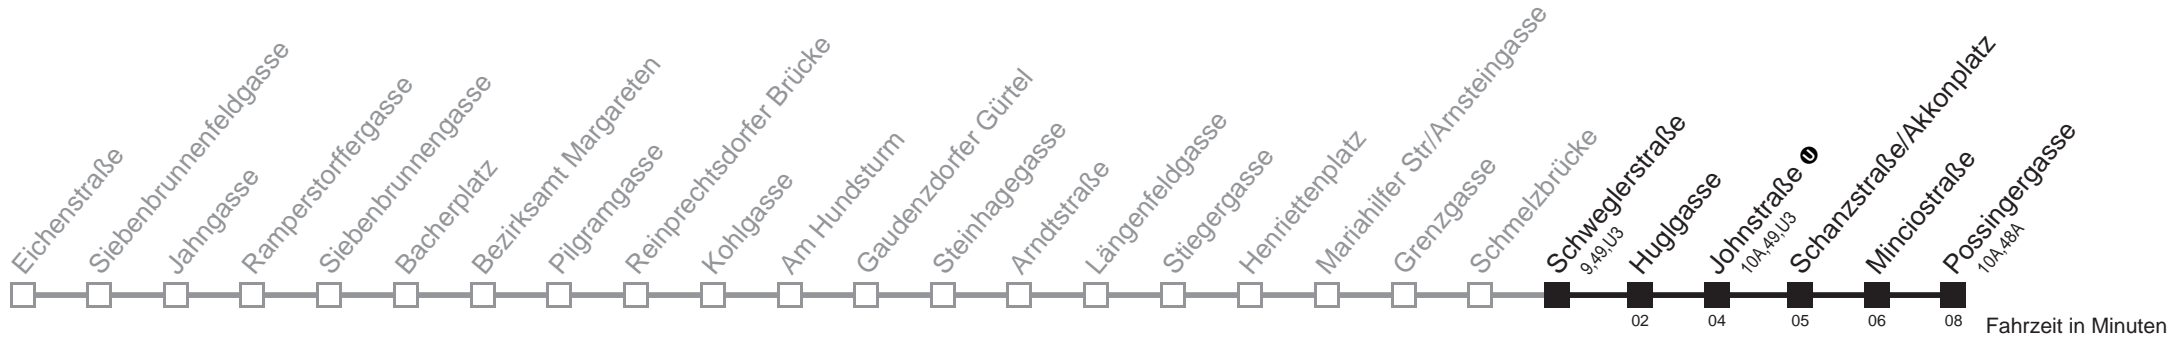 Eichenstraße
Siebenbrunnenfeldgasse
Jahngasse
Ramperstorffergasse
Siebenbrunnengasse
Bacherplatz
Bezirksamt Margareten
Pilgramgasse
Reinprechtsdorfer Brücke
Kohlgasse
Am Hundsturm
Gaudenzdorfer Gürtel
Steinhagegasse
Arndtstraße
Längenfeldgasse
Stiegergasse
Henriettenplatz
Mariahilfer Str/Arnsteingasse
Grenzgasse
Schmelzbrücke
Schweglerstraße
9,49,U3
Huglgasse
Johnstraße U
10A,49,U3
Schanzstraße/Akkonplatz
Minciostraße
Possingergasse
10A,48A
02 04 05 06 08
Fahrzeit in Minuten